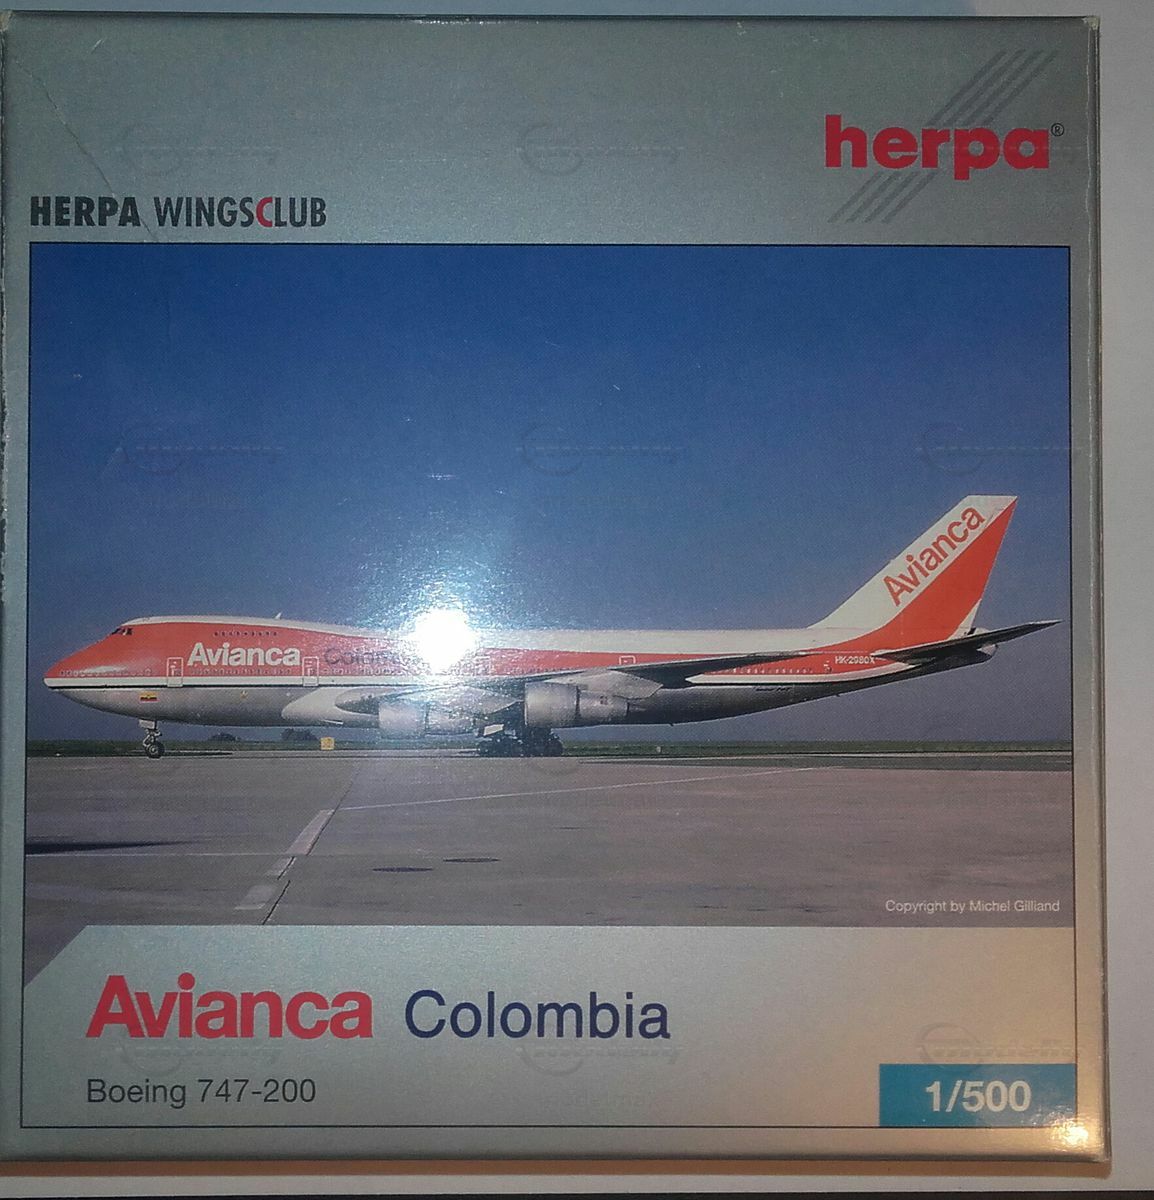 herpa®
HERPA WINGSCLUB
Avianca
Avianca
HK-2980X
Copyright by Michel Gilliand
Avianca Colombia
Boeing 747-200
1/500